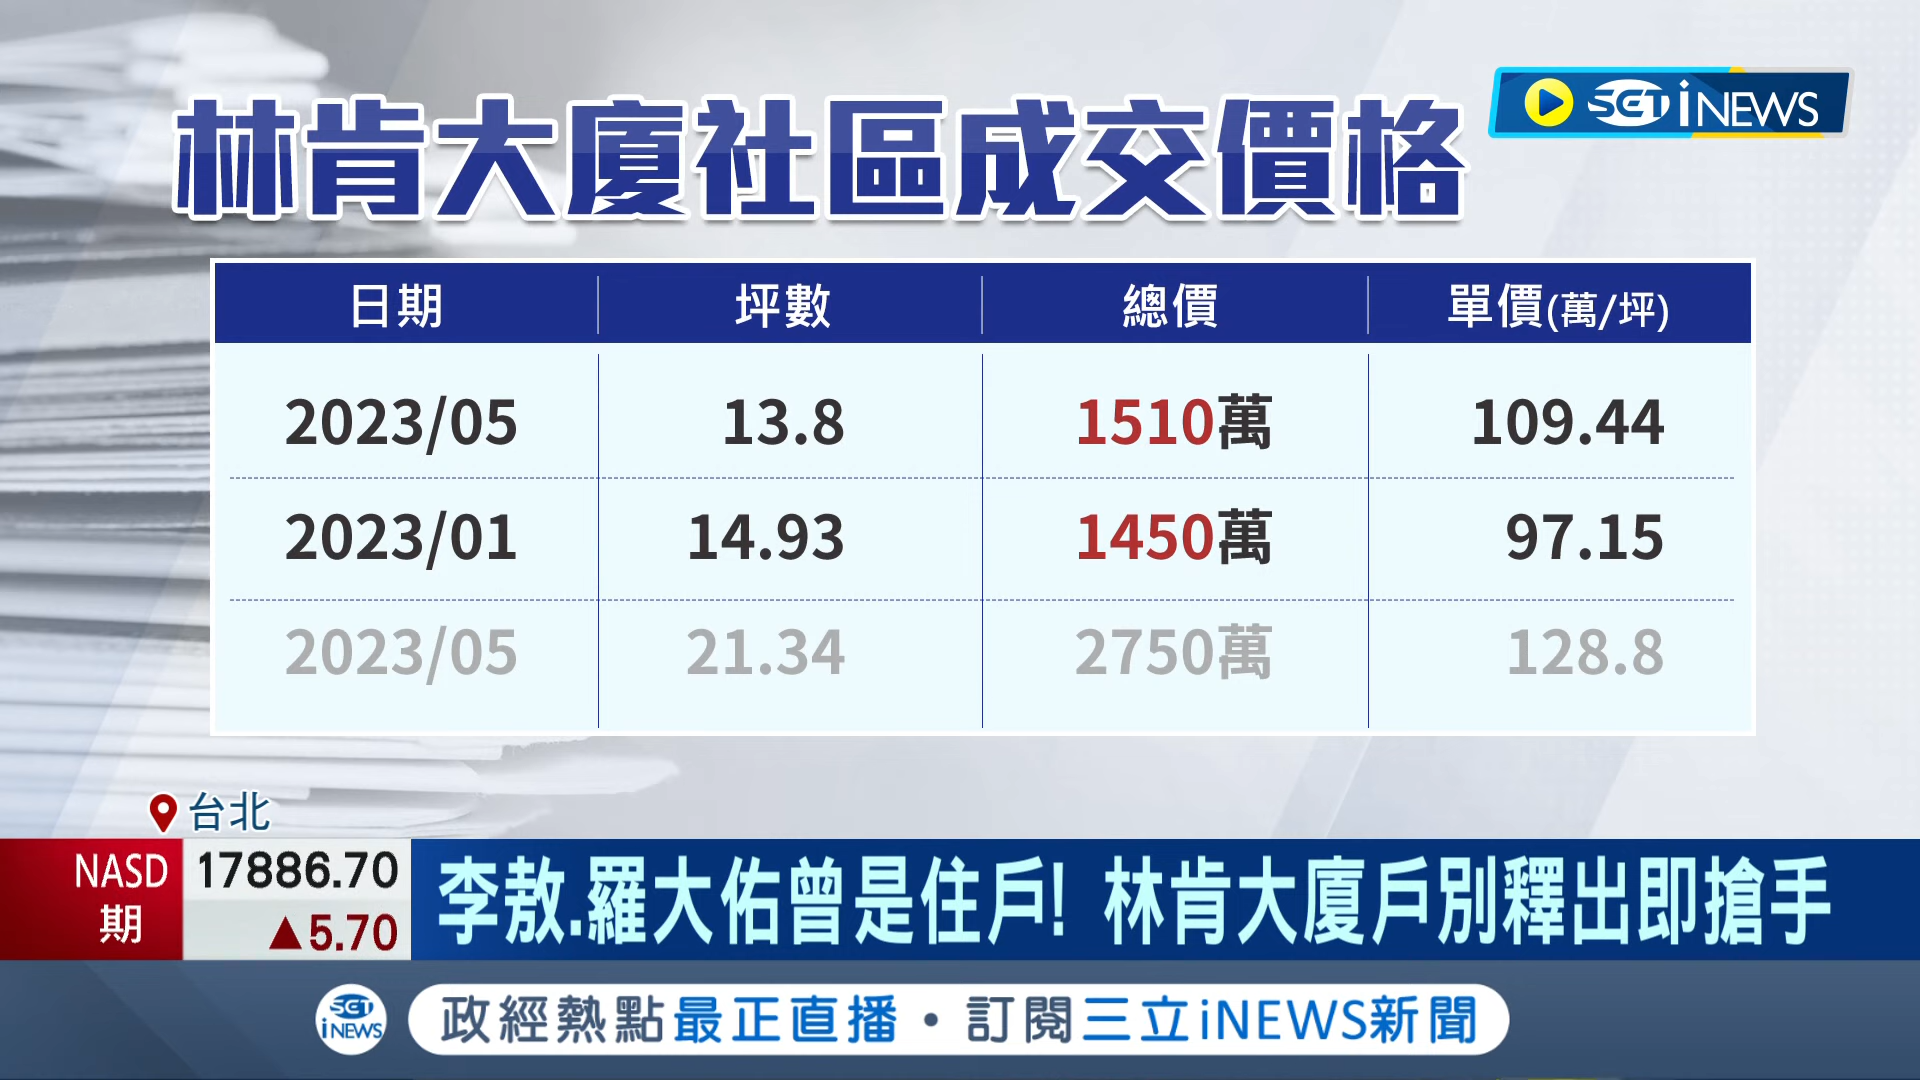 林肯大廈社區成交價格
SET iNEWS
日期 坪數 總價 單價(萬/坪)
2023/05 13.8 1510萬 109.44
2023/01 14.93 1450萬 97.15
2023/05 21.34 2750萬 128.8
台北
NASD期 17886.70 ▲5.70
李敖.羅大佑曾是住戶! 林肯大廈戶別釋出即搶手
SET iNEWS 政經熱點最正直播・訂閱三立iNEWS新聞